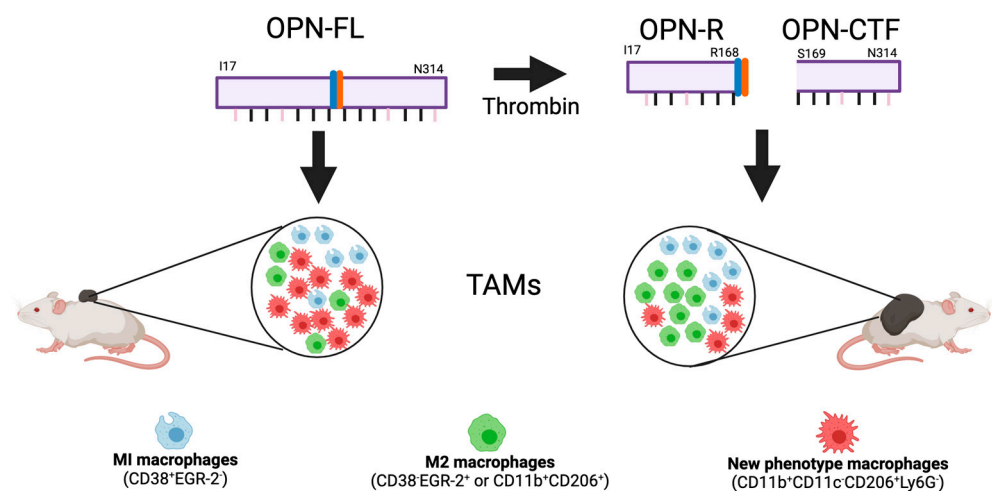 OPN-FL
OPN-R
OPN-CTF
I17
N314
Thrombin
I17
R168
S169
N314
TAMs
MI macrophages
(CD38⁺EGR-2⁻)
M2 macrophages
(CD38⁻EGR-2⁺ or CD11b⁺CD206⁺)
New phenotype macrophages
(CD11b⁺CD11c⁻CD206⁺Ly6G⁻)